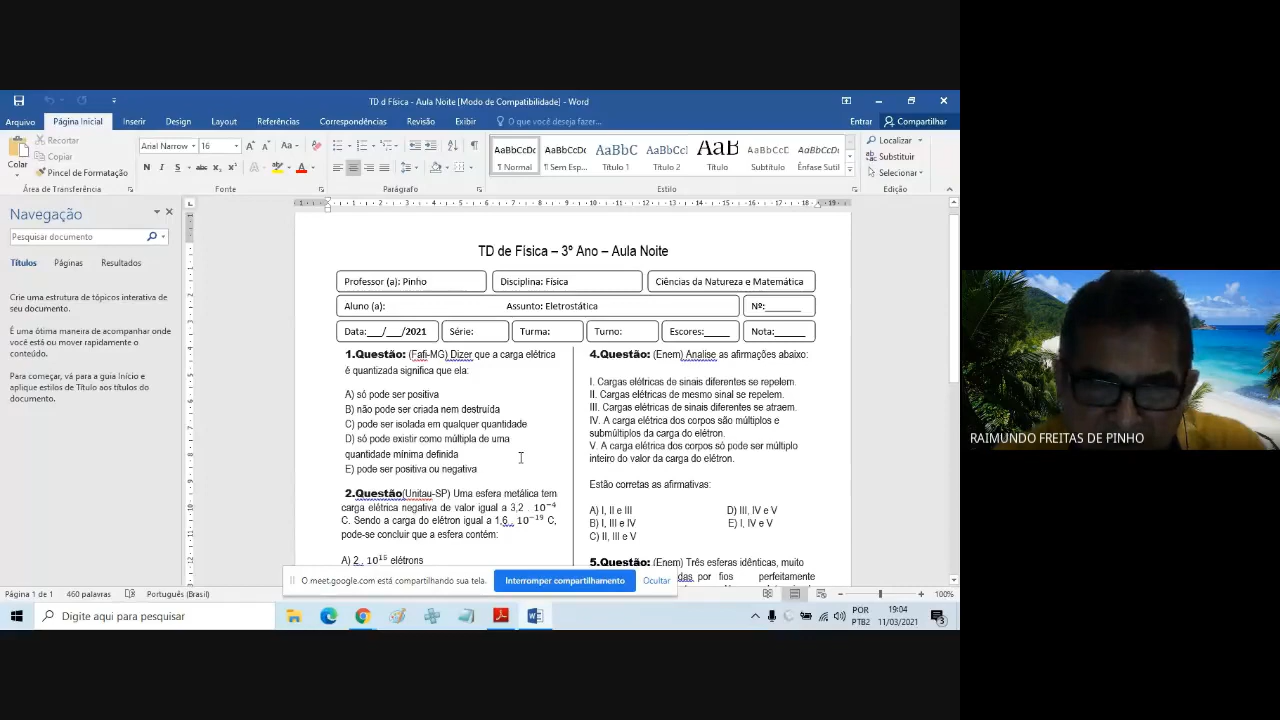 TD d Física - Aula Noite [Modo de Compatibilidade] - Word
Arquivo Página Inicial Inserir Design Layout Referências Correspondências Revisão Exibir O que você deseja fazer... Entrar Compartilhar
Colar
Recortar
Copiar
Pincel de Formatação
Área de Transferência
Arial Narrow 16
N I S abc X₂ X²
Fonte
Parágrafo
AaBbCcDc AaBbCcDc AaBbC AaBbCcl AaB AaBbCcD AaBbCcDc
¶ Normal ¶ Sem Esp... Título 1 Título 2 Título Subtítulo Ênfase Sutil
Estilo
Localizar
Substituir
Selecionar
Edição
Navegação
Pesquisar documento
Títulos Páginas Resultados
Crie uma estrutura de tópicos interativa de
seu documento.
É uma ótima maneira de acompanhar onde
você está ou mover rapidamente o
conteúdo.
Para começar, vá para a guia Início e
aplique estilos de Título aos títulos do
documento.
TD de Física – 3º Ano – Aula Noite
Professor (a): Pinho Disciplina: Física Ciências da Natureza e Matemática
Aluno (a): Assunto: Eletrostática Nº:_______
Data:___/___/2021 Série: Turma: Turno: Escores:_____ Nota:______
1.Questão: (Fafi-MG) Dizer que a carga elétrica
é quantizada significa que ela:
A) só pode ser positiva
B) não pode ser criada nem destruída
C) pode ser isolada em qualquer quantidade
D) só pode existir como múltipla de uma
quantidade mínima definida
E) pode ser positiva ou negativa
2.Questão(Unitau-SP) Uma esfera metálica tem
carga elétrica negativa de valor igual a 3,2 . 10⁻⁴
C. Sendo a carga do elétron igual a 1,6 . 10⁻¹⁹ C,
pode-se concluir que a esfera contém:
A) 2 . 10¹⁵ elétrons
4.Questão: (Enem) Analise as afirmações abaixo:
I. Cargas elétricas de sinais diferentes se repelem.
II. Cargas elétricas de mesmo sinal se repelem.
III. Cargas elétricas de sinais diferentes se atraem.
IV. A carga elétrica dos corpos são múltiplos e
submúltiplos da carga do elétron.
V. A carga elétrica dos corpos só pode ser múltiplo
inteiro do valor da carga do elétron.
Estão corretas as afirmativas:
A) I, II e III D) III, IV e V
B) I, III e IV E) I, IV e V
C) II, III e V
5.Questão: (Enem) Três esferas idênticas, muito
das por fios perfeitamente
O meet.google.com está compartilhando sua tela. Interromper compartilhamento Ocultar
Página 1 de 1 460 palavras Português (Brasil) 100%
Digite aqui para pesquisar
POR
PTB2
19:04
11/03/2021
3
RAIMUNDO FREITAS DE PINHO